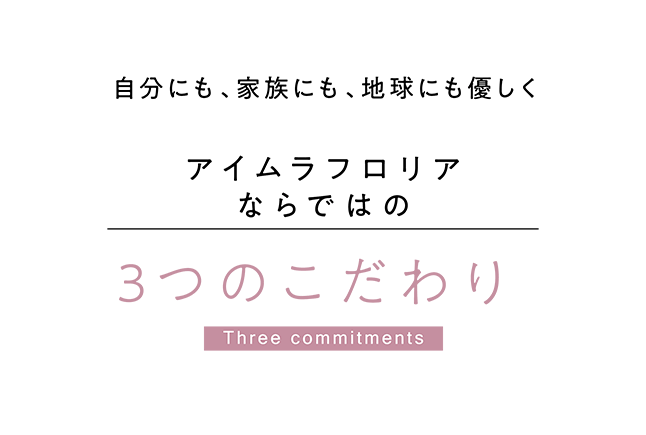 自分にも、家族にも、地球にも優しく
アイムラフロリア
ならではの
3つのこだわり
Three commitments